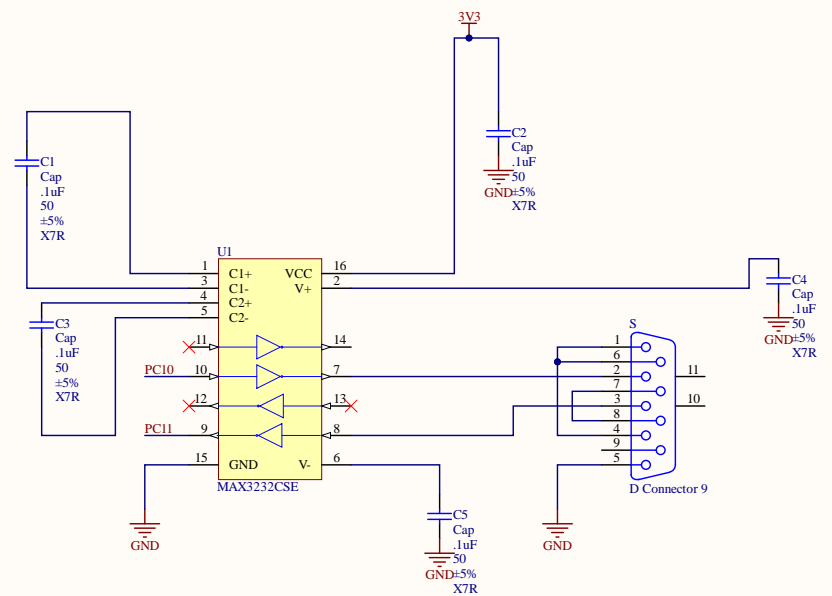 3V3
C2
Cap
.1uF
50
GND ±5%
X7R
C1
Cap
.1uF
50
±5%
X7R
U1
1 C1+ VCC 16
3 C1- V+ 2
4 C2+
5 C2-
11 14
PC10 10 7
12 13
PC11 9 8
15 GND V- 6
MAX3232CSE
C3
Cap
.1uF
50
±5%
X7R
C4
Cap
.1uF
50
GND ±5%
X7R
S
1
6
2 11
7
3 10
8
4
9
5
D Connector 9
GND
C5
Cap
.1uF
50
GND ±5%
X7R
GND